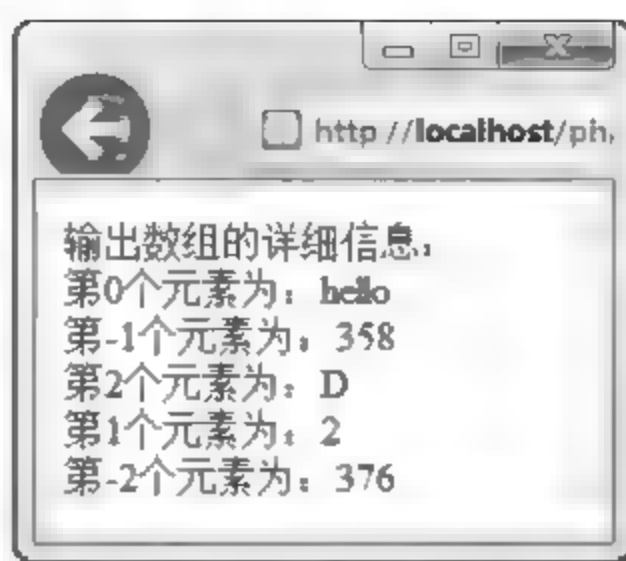 http://localhost/ph
输出数组的详细信息：
第0个元素为：hello
第-1个元素为：358
第2个元素为：D
第1个元素为：2
第-2个元素为：376